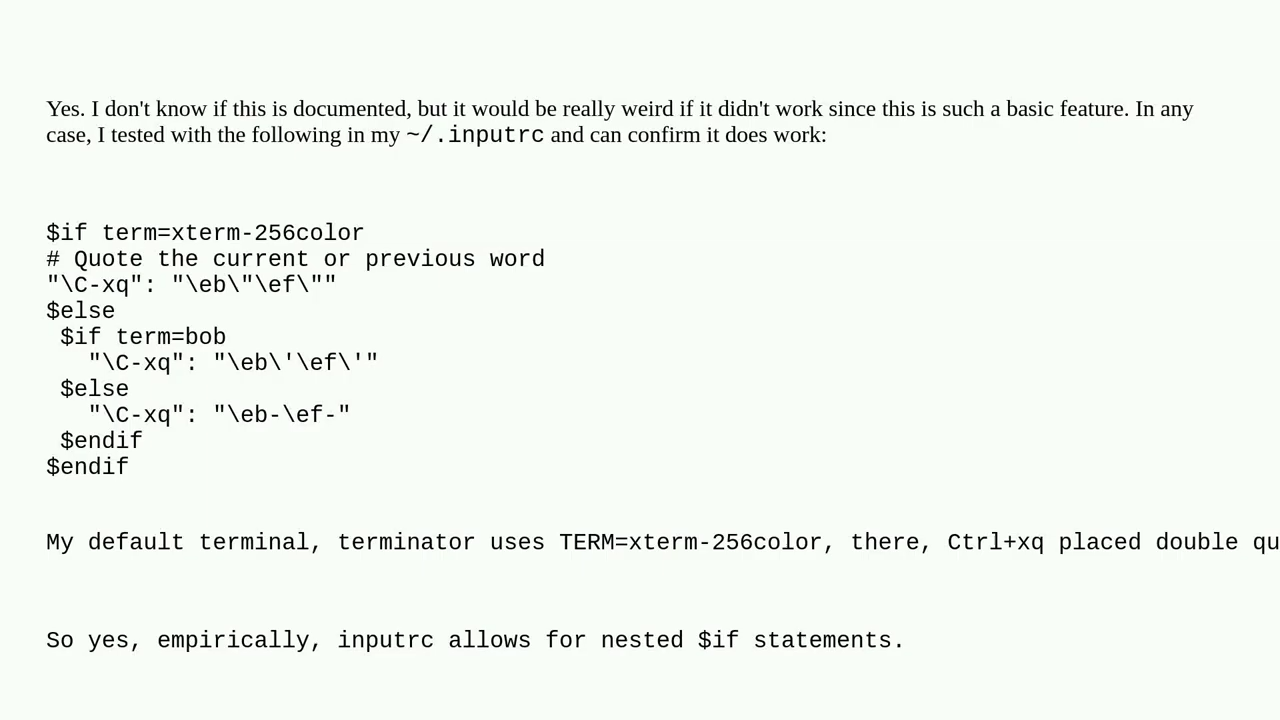 Yes. I don't know if this is documented, but it would be really weird if it didn't work since this is such a basic feature. In any
case, I tested with the following in my ~/.inputrc and can confirm it does work:
$if term=xterm-256color
# Quote the current or previous word
"\C-xq": "\eb\"\ef\""
$else
 $if term=bob
   "\C-xq": "\eb\'\ef\'"
 $else
   "\C-xq": "\eb-\ef-"
 $endif
$endif
My default terminal, terminator uses TERM=xterm-256color, there, Ctrl+xq placed double
So yes, empirically, inputrc allows for nested $if statements.